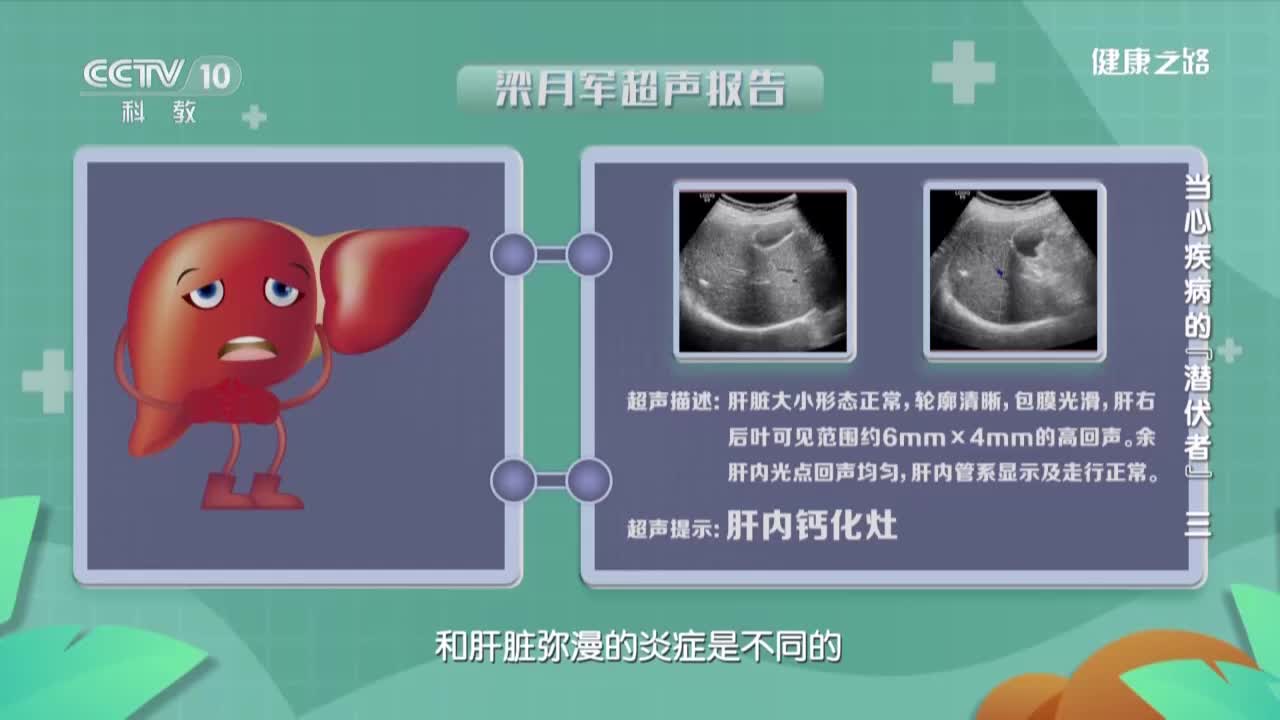 CCTV 10
科教
健康之路
梁月军超声报告
超声描述：肝脏大小形态正常，轮廓清晰，包膜光滑，肝右
后叶可见范围约6mm×4mm的高回声。余
肝内光点回声均匀，肝内管系显示及走行正常。
超声提示：肝内钙化灶
当心疾病的『潜伏者』 三
和肝脏弥漫的炎症是不同的